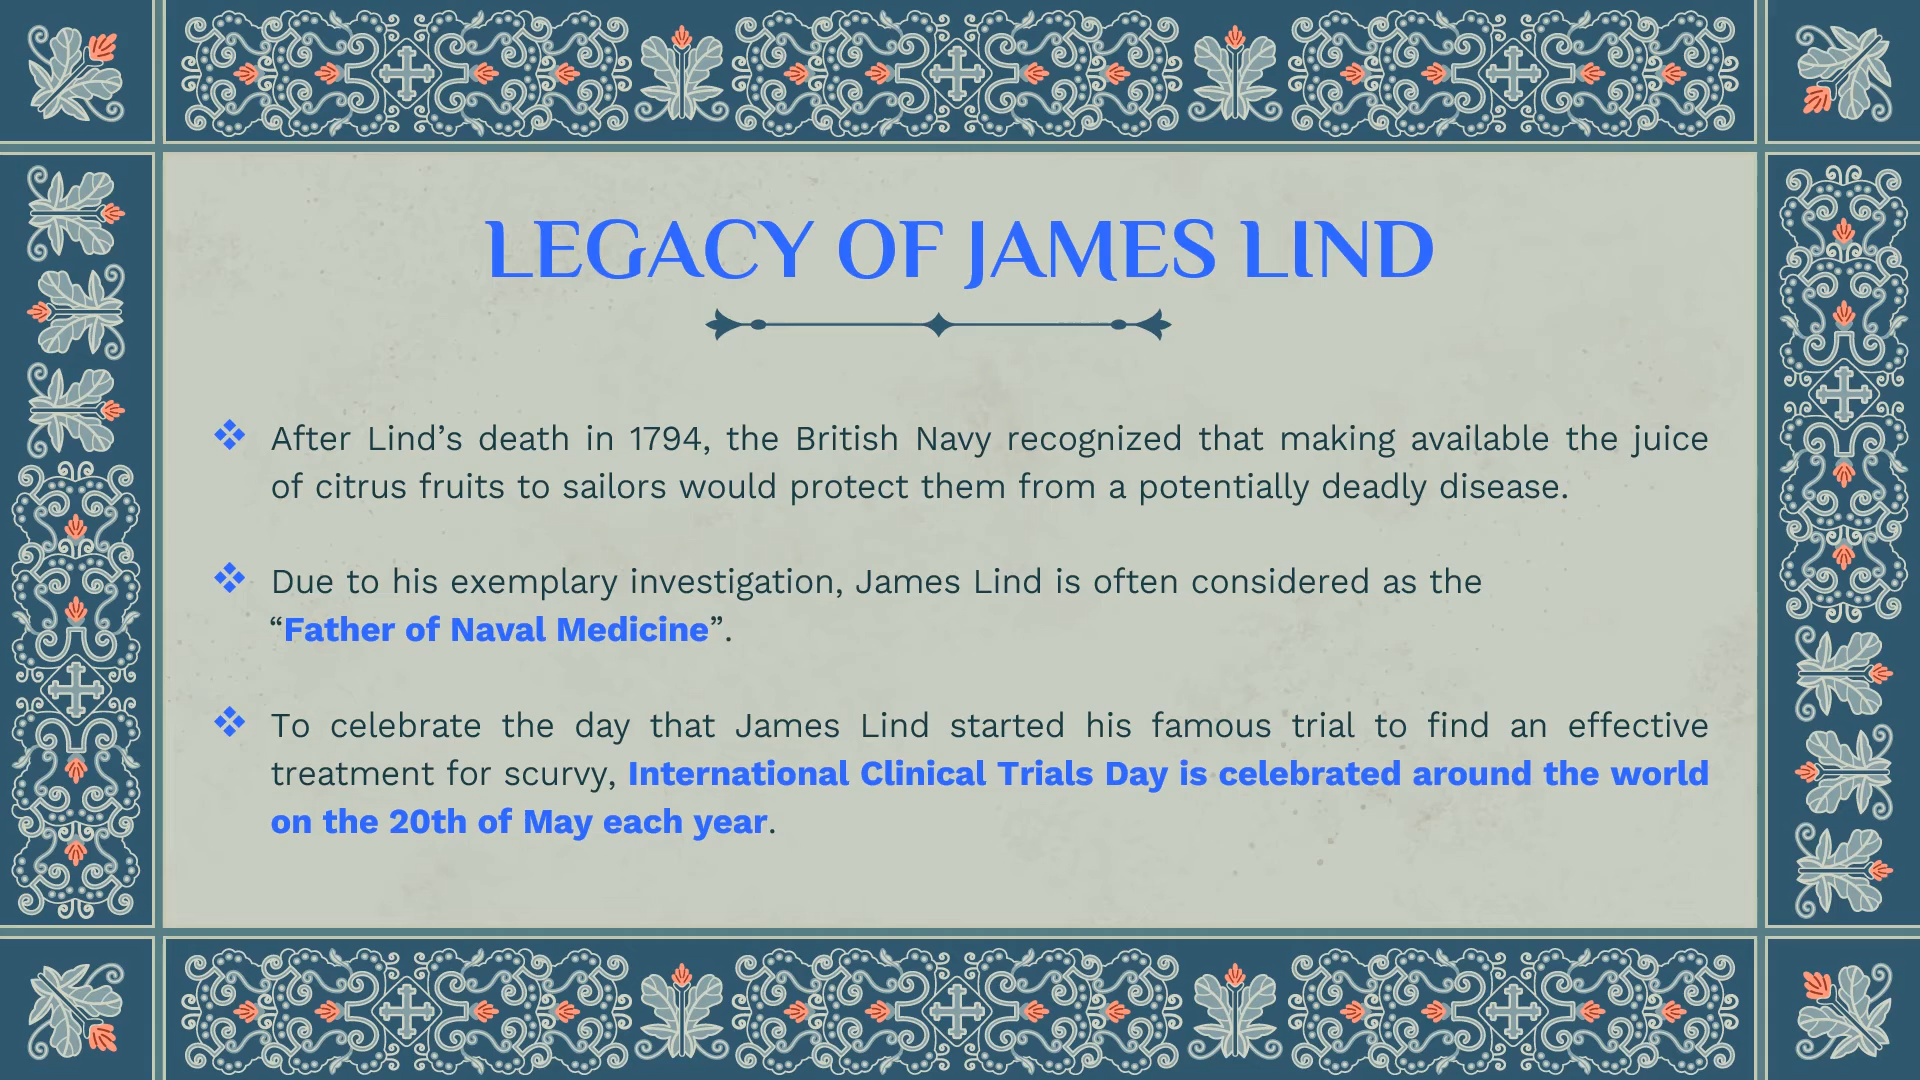 LEGACY OF JAMES LIND
❖ After Lind’s death in 1794, the British Navy recognized that making available the juice
of citrus fruits to sailors would protect them from a potentially deadly disease.
❖ Due to his exemplary investigation, James Lind is often considered as the
“Father of Naval Medicine”.
❖ To celebrate the day that James Lind started his famous trial to find an effective
treatment for scurvy, International Clinical Trials Day is celebrated around the world
on the 20th of May each year.